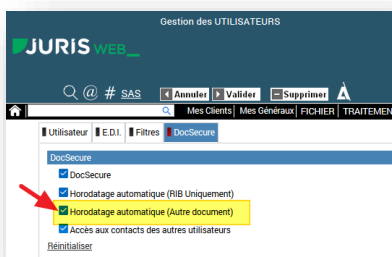 Gestion des UTILISATEURS
JURIS WEB_
@ # SAS Annuler Valider Supprimer
Mes Clients| Mes Généraux| FICHIER | TRAITEMEN
Utilisateur E.D.I. Filtres DocSecure
DocSecure
DocSecure
Horodatage automatique (RIB Uniquement)
Horodatage automatique (Autre document)
Accès aux contacts des autres utilisateurs
Réinitialiser